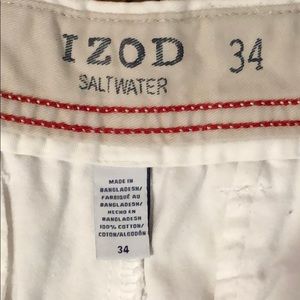 IZOD 34
SALTWATER
MADE IN
BANGLADESH/
FABRIQUÉ AU
BANGLADESH/
HECHO EN
BANGLADESH
100% COTTON/
COTON/ALGODÓN
34